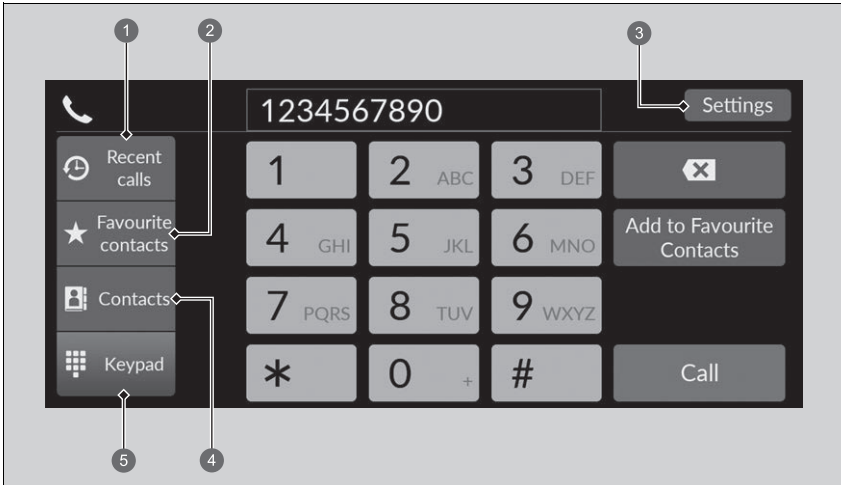 1
2
3
1234567890
Settings
Recent
calls
Favourite
contacts
Contacts
Keypad
1
2 ABC
3 DEF
4 GHI
5 JKL
6 MNO
Add to Favourite
Contacts
7 PQRS
8 TUV
9 WXYZ
*
0 +
#
Call
5
4